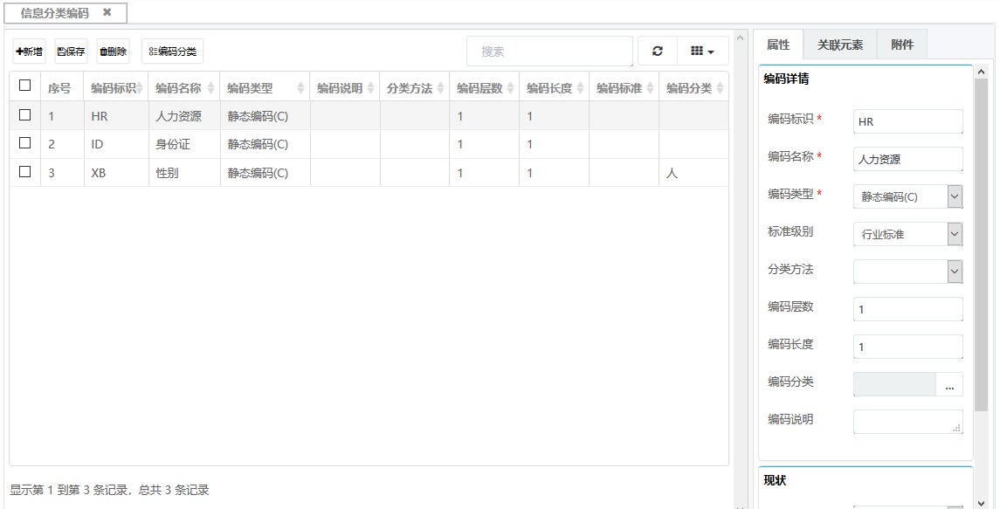 信息分类编码 ✖
新增 保存 删除 编码分类 搜索
序号 编码标识 编码名称 编码类型 编码说明 分类方法 编码层数 编码长度 编码标准 编码分类
1 HR 人力资源 静态编码(C) 1 1
2 ID 身份证 静态编码(C) 1 1
3 XB 性别 静态编码(C) 1 1 人
显示第 1 到第 3 条记录，总共 3 条记录
属性 关联元素 附件
编码详情
编码标识 * HR
编码名称 * 人力资源
编码类型 * 静态编码(C)
标准级别 行业标准
分类方法
编码层数 1
编码长度 1
编码分类 ...
编码说明
现状